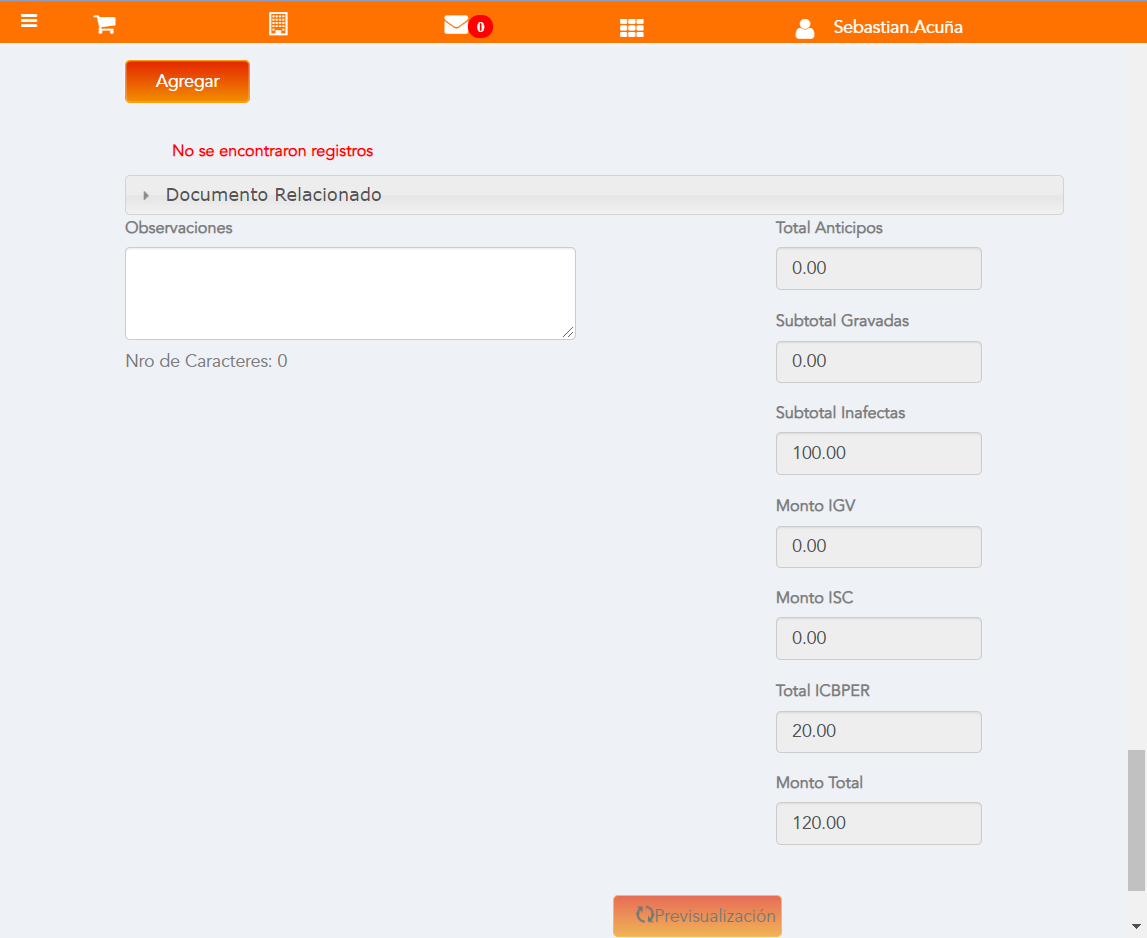 0
Sebastian.Acuña
Agregar
No se encontraron registros
Documento Relacionado
Observaciones
Nro de Caracteres: 0
Total Anticipos
0.00
Subtotal Gravadas
0.00
Subtotal Inafectas
100.00
Monto IGV
0.00
Monto ISC
0.00
Total ICBPER
20.00
Monto Total
120.00
Previsualización